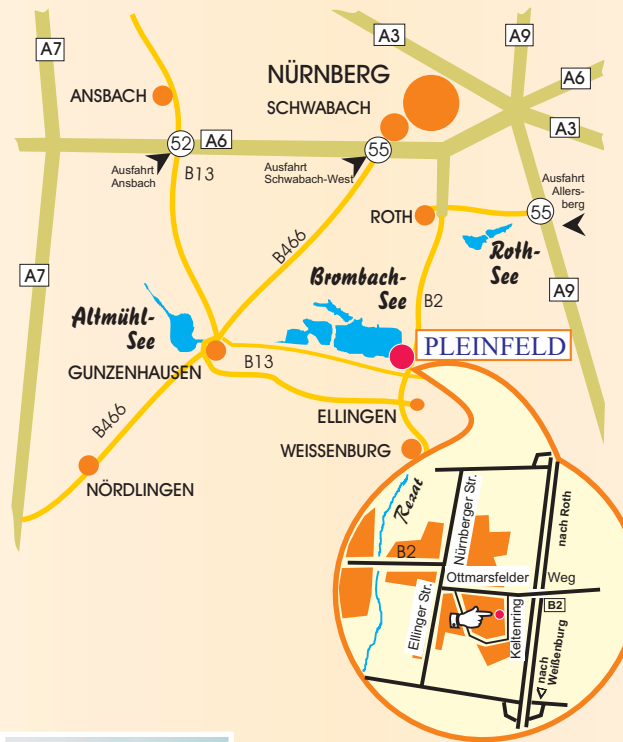 A3
A9
A7
A6
NÜRNBERG
ANSBACH
SCHWABACH
A3
52
A6
55
Ausfahrt
Ansbach
B13
Ausfahrt
Schwabach-West
Ausfahrt
Allers-
berg
55
ROTH
B466
Roth-
See
Brombach-
See
A7
B2
A9
Altmühl-
See
PLEINFELD
GUNZENHAUSEN
B13
B466
ELLINGEN
WEISSENBURG
NÖRDLINGEN
Rezat
Nürnberger Str.
nach Roth
B2
Ottmarsfelder
Weg
Ellinger Str.
Keltenring
B2
nach
Weißenburg